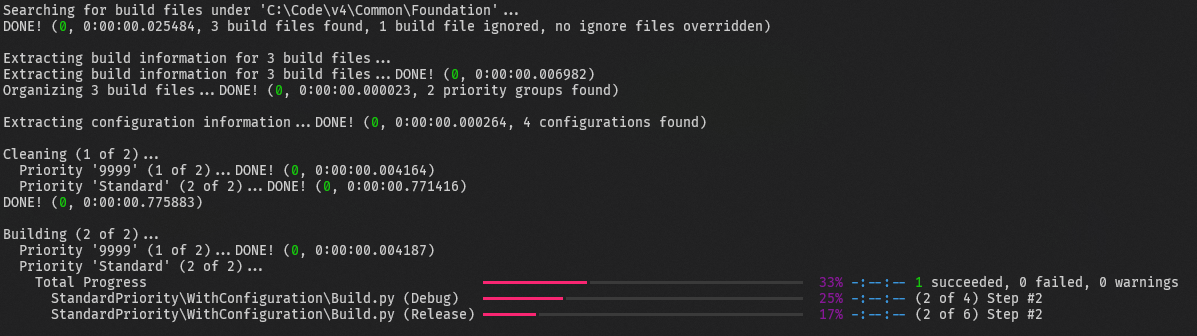 Searching for build files under 'C:\Code\v4\Common\Foundation'...
DONE! (0, 0:00:00.025484, 3 build files found, 1 build file ignored, no ignore files overridden)
Extracting build information for 3 build files...
Extracting build information for 3 build files...DONE! (0, 0:00:00.006982)
Organizing 3 build files...DONE! (0, 0:00:00.000023, 2 priority groups found)
Extracting configuration information...DONE! (0, 0:00:00.000264, 4 configurations found)
Cleaning (1 of 2)...
Priority '9999' (1 of 2)...DONE! (0, 0:00:00.004164)
Priority 'Standard' (2 of 2)...DONE! (0, 0:00:00.771416)
DONE! (0, 0:00:00.775883)
Building (2 of 2)...
Priority '9999' (1 of 2)...DONE! (0, 0:00:00.004187)
Priority 'Standard' (2 of 2)...
Total Progress 33% -:--:-- 1 succeeded, 0 failed, 0 warnings
StandardPriority\WithConfiguration\Build.py (Debug) 25% -:--:-- (2 of 4) Step #2
StandardPriority\WithConfiguration\Build.py (Release) 17% -:--:-- (2 of 6) Step #2